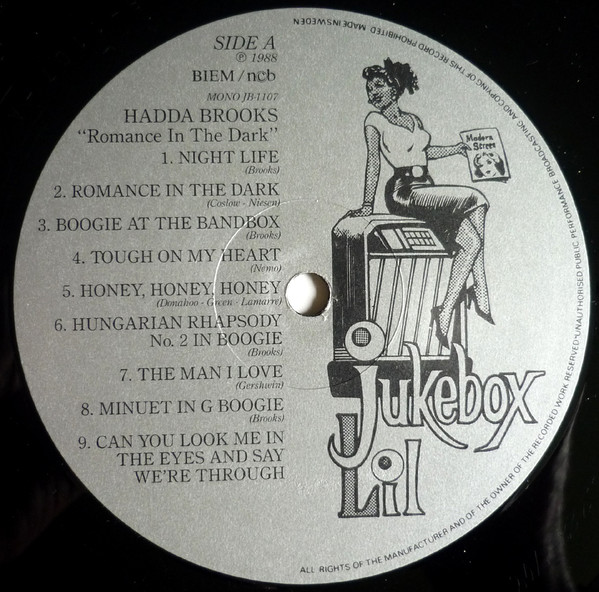 SIDE A
Ⓟ 1988
BIEM / ncb
MONO JB-1107
HADDA BROOKS
"Romance In The Dark"
1. NIGHT LIFE
(Brooks)
2. ROMANCE IN THE DARK
(Coslow - Niesen)
3. BOOGIE AT THE BANDBOX
(Brooks)
4. TOUGH ON MY HEART
(Nemo)
5. HONEY, HONEY, HONEY
(Donahoo - Green - Lamarre)
6. HUNGARIAN RHAPSODY
No. 2 IN BOOGIE
(Brooks)
7. THE MAN I LOVE
(Gershwin)
8. MINUET IN G BOOGIE
(Brooks)
9. CAN YOU LOOK ME IN
THE EYES AND SAY
WE'RE THROUGH
Modern
Street
Jukebox
Lil
ALL RIGHTS OF THE MANUFACTURER AND OF THE OWNER OF THE RECORDED WORK RESERVED•UNAUTHORISED PUBLIC PERFORMANCE BROADCASTING AND COPYING OF THIS RECORD PROHIBITED MADE IN SWEDEN